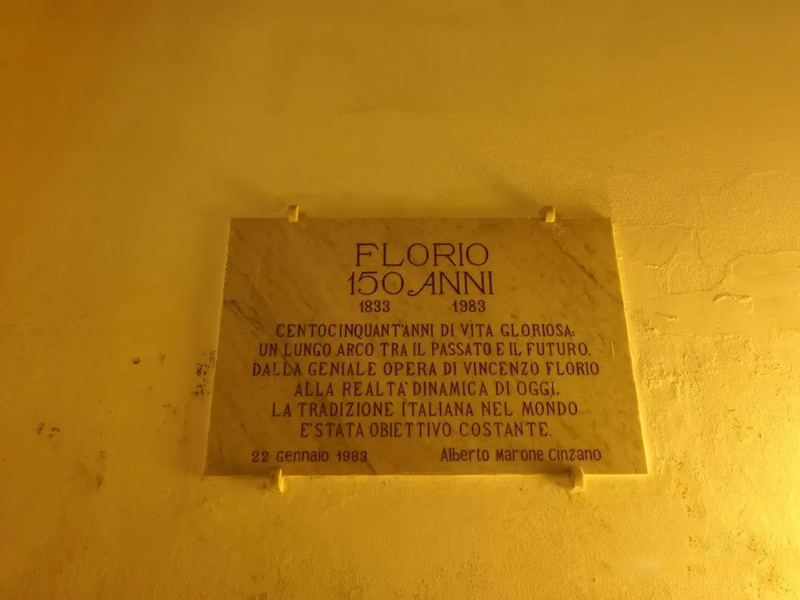 FLORIO
150 ANNI
1833 1983
CENTOCINQUANT'ANNI DI VITA GLORIOSA:
UN LUNGO ARCO TRA IL PASSATO E IL FUTURO.
DALLA GENIALE OPERA DI VINCENZO FLORIO
ALLA REALTA' DINAMICA DI OGGI.
LA TRADIZIONE ITALIANA NEL MONDO
E' STATA OBIETTIVO COSTANTE.
22 Gennaio 1983 Alberto Marone Cinzano